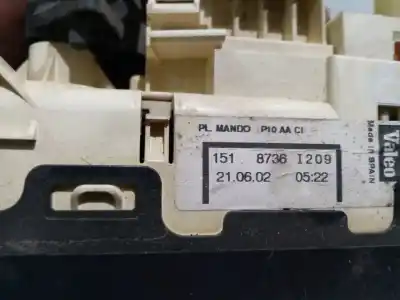 PL. MANDO P10 AA CI
151 8736 I209
21.06.02 05:22
Valeo
Made in SPAIN